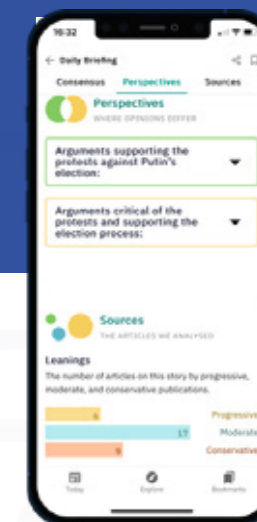 16:32
← Daily Briefing
Consensus Perspectives Sources
Perspectives
WHERE OPINIONS DIFFER
Arguments supporting the
protests against Putin's
election:
Arguments critical of the
protests and supporting the
election process:
Sources
THE ARTICLES WE ANALYSED
Leanings
The number of articles on this story by progressive,
moderate, and conservative publications.
6 Progressive
17 Moderate
9 Conservative
Today Explore Bookmarks